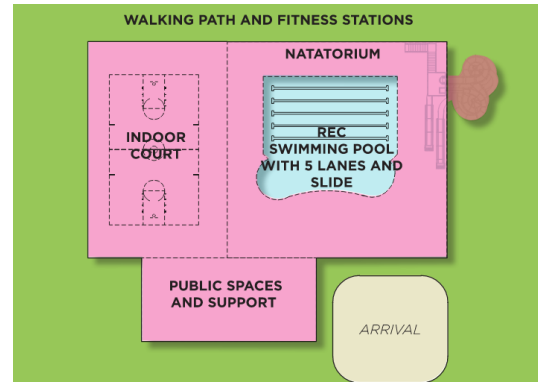 WALKING PATH AND FITNESS STATIONS
NATATORIUM
INDOOR
COURT
REC
SWIMMING POOL
WITH 5 LANES AND
SLIDE
PUBLIC SPACES
AND SUPPORT
ARRIVAL